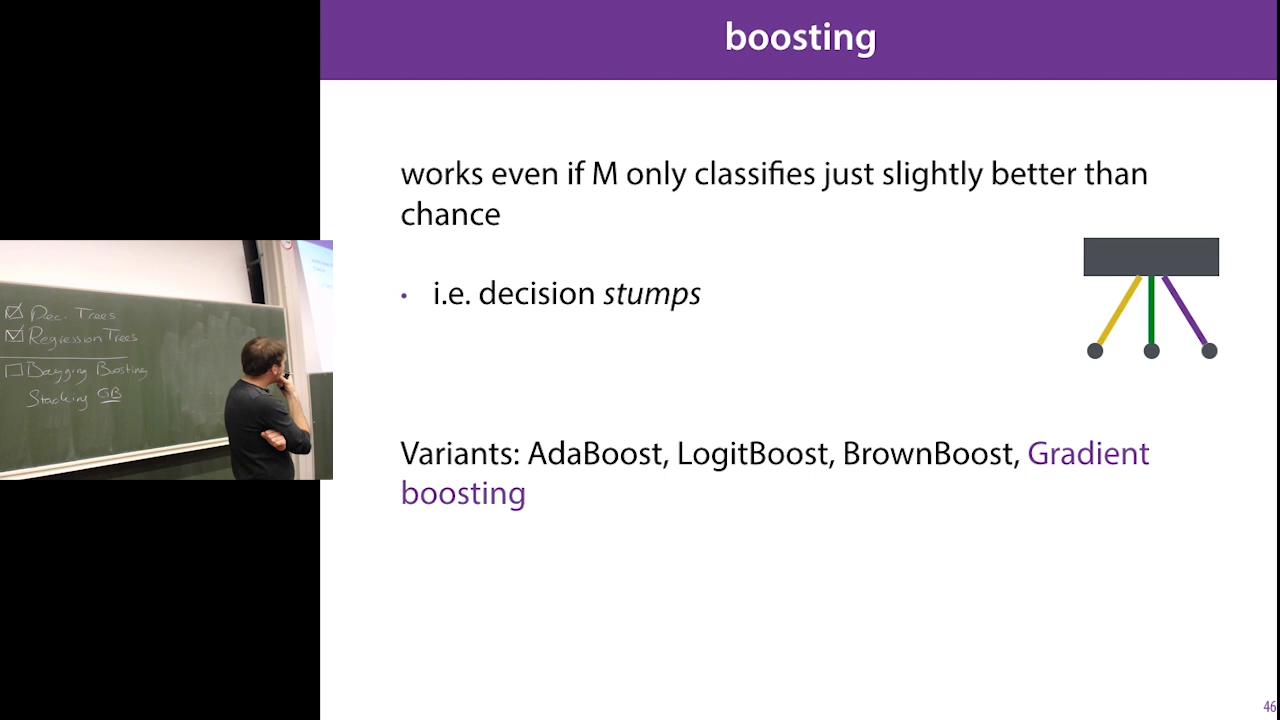 boosting
works even if M only classifies just slightly better than
chance
• i.e. decision stumps
Variants: AdaBoost, LogitBoost, BrownBoost, Gradient
boosting
46
Dec. Trees
Regression Trees
Bagging Boosting
Stacking GB